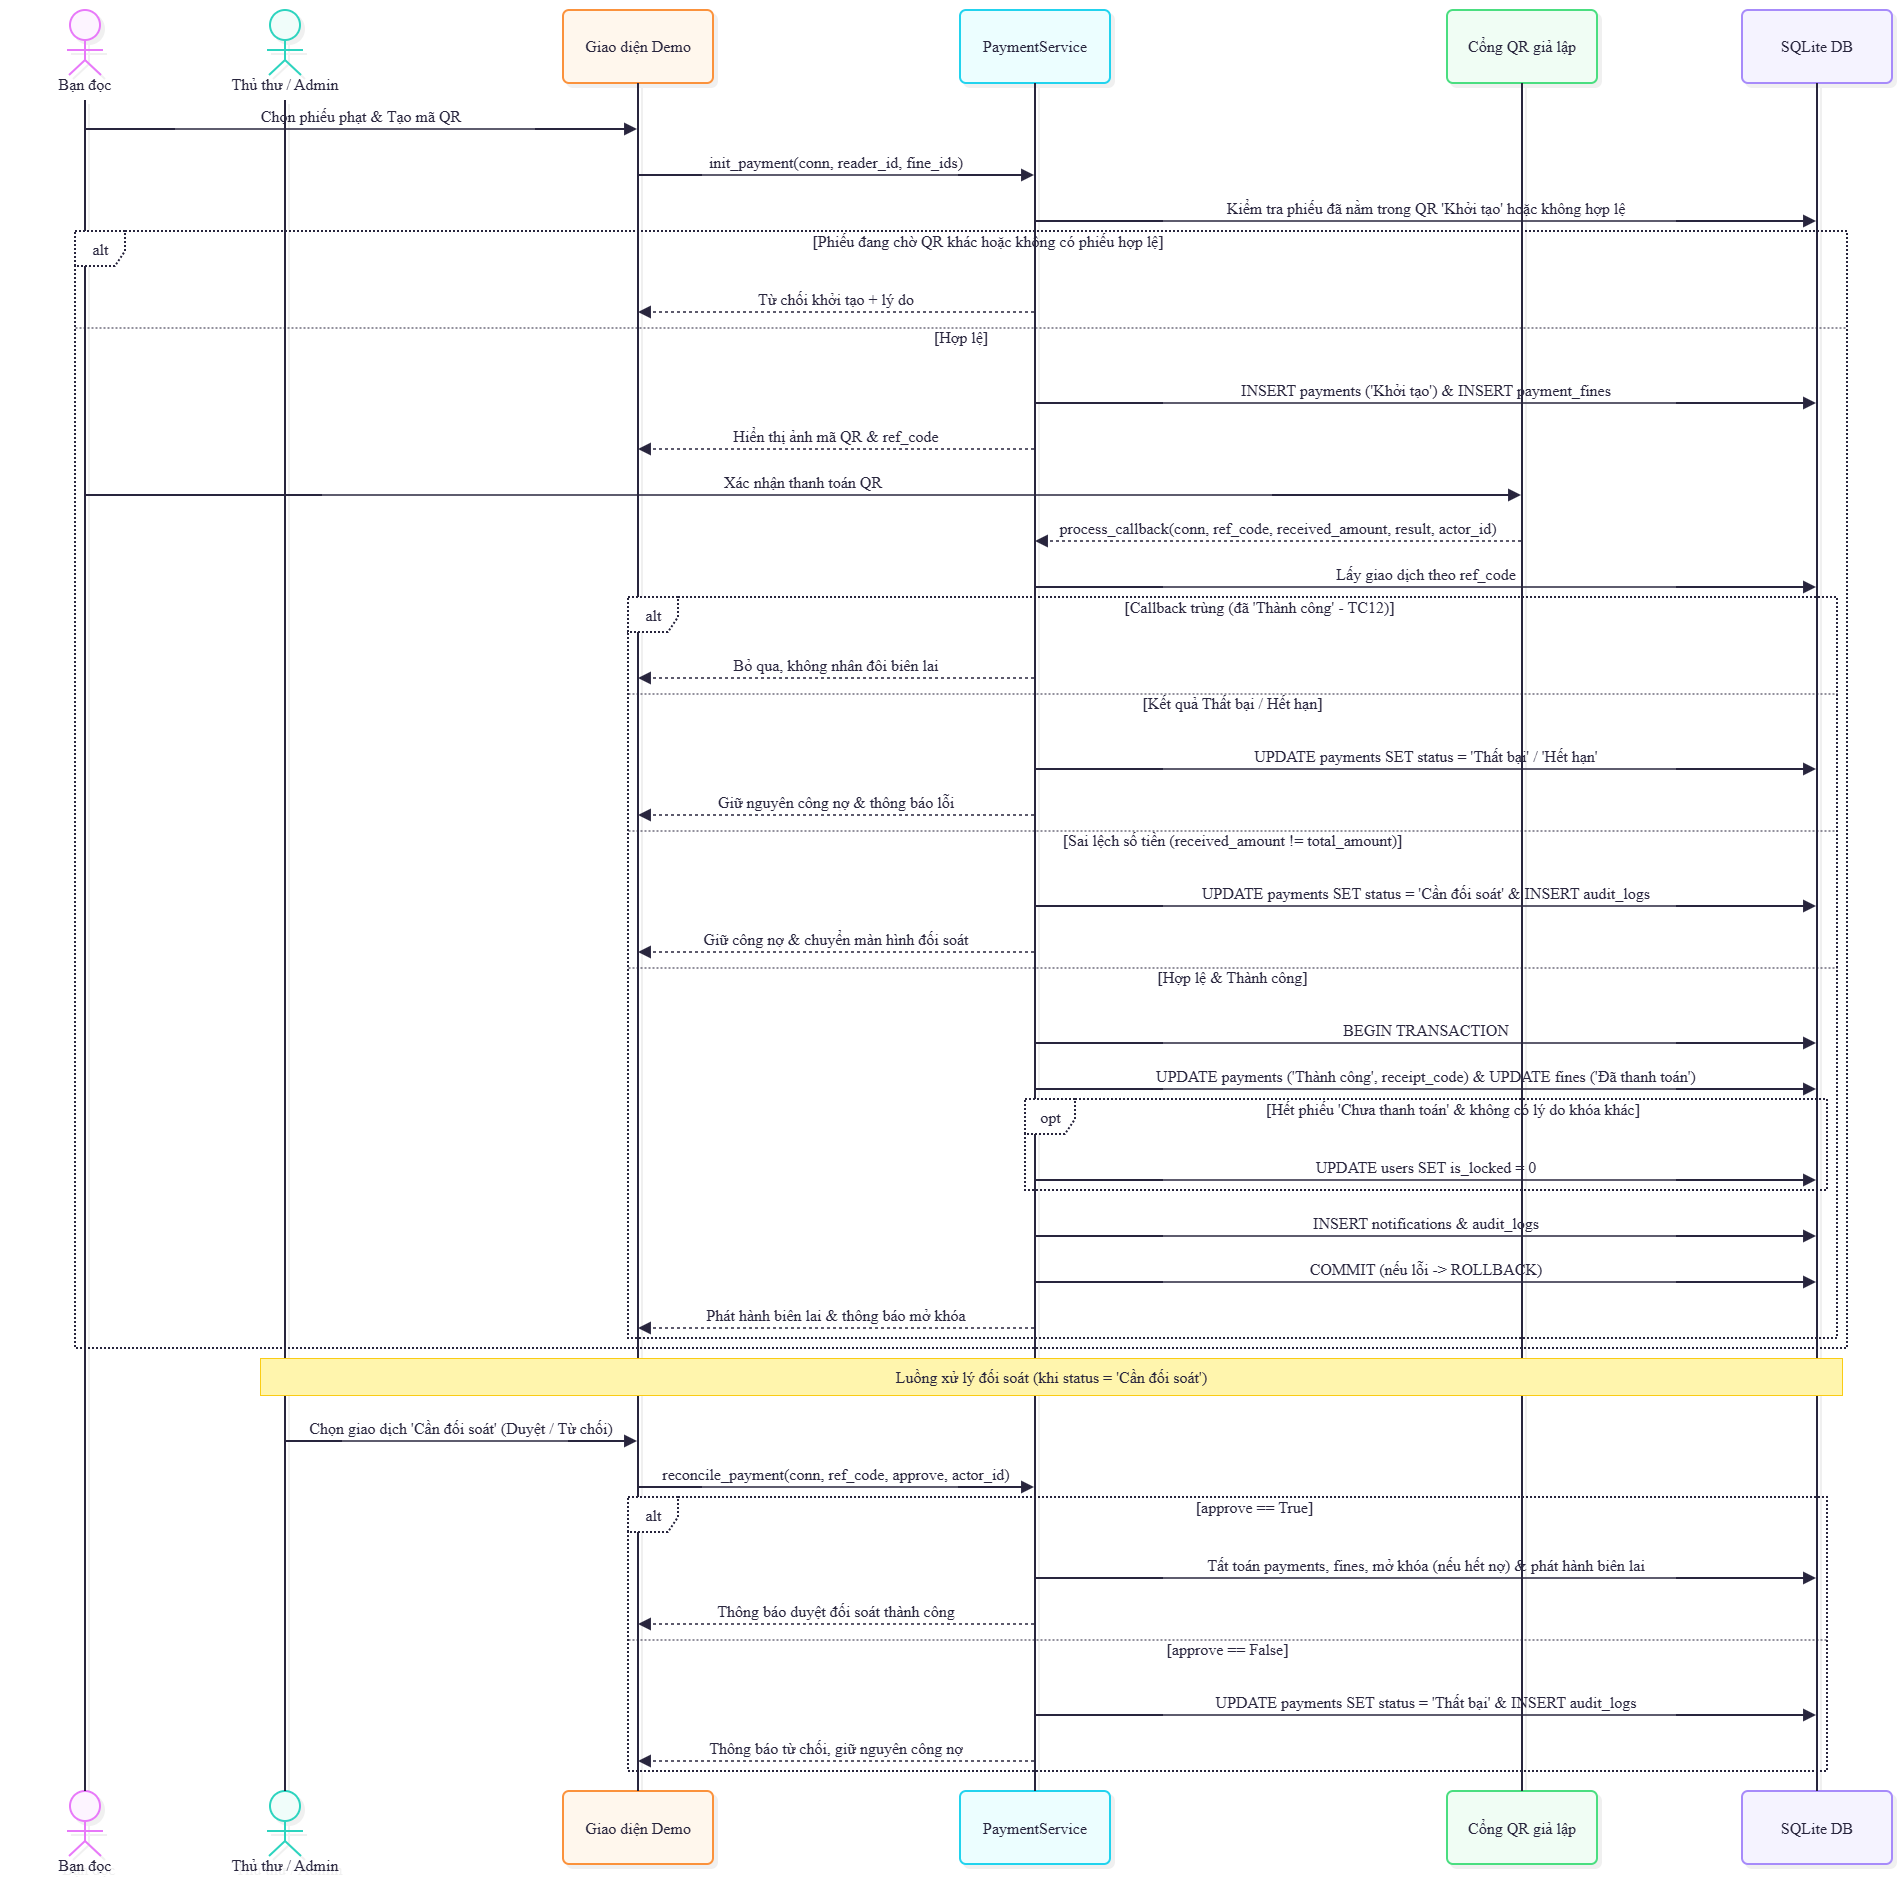 Bạn đọc
Thủ thư / Admin
Giao diện Demo
PaymentService
Cổng QR giả lập
SQLite DB
Chọn phiếu phạt & Tạo mã QR
init_payment(conn, reader_id, fine_ids)
Kiểm tra phiếu đã nằm trong QR 'Khởi tạo' hoặc không hợp lệ
alt
[Phiếu đang chờ QR khác hoặc không có phiếu hợp lệ]
Từ chối khởi tạo + lý do
[Hợp lệ]
INSERT payments ('Khởi tạo') & INSERT payment_fines
Hiển thị ảnh mã QR & ref_code
Xác nhận thanh toán QR
process_callback(conn, ref_code, received_amount, result, actor_id)
Lấy giao dịch theo ref_code
alt
[Callback trùng (đã 'Thành công' - TC12)]
Bỏ qua, không nhân đôi biên lai
[Kết quả Thất bại / Hết hạn]
UPDATE payments SET status = 'Thất bại' / 'Hết hạn'
Giữ nguyên công nợ & thông báo lỗi
[Sai lệch số tiền (received_amount != total_amount)]
UPDATE payments SET status = 'Cần đối soát' & INSERT audit_logs
Giữ công nợ & chuyển màn hình đối soát
[Hợp lệ & Thành công]
BEGIN TRANSACTION
UPDATE payments ('Thành công', receipt_code) & UPDATE fines ('Đã thanh toán')
opt
[Hết phiếu 'Chưa thanh toán' & không có lý do khóa khác]
UPDATE users SET is_locked = 0
INSERT notifications & audit_logs
COMMIT (nếu lỗi -> ROLLBACK)
Phát hành biên lai & thông báo mở khóa
Luồng xử lý đối soát (khi status = 'Cần đối soát')
Chọn giao dịch 'Cần đối soát' (Duyệt / Từ chối)
reconcile_payment(conn, ref_code, approve, actor_id)
alt
[approve == True]
Tất toán payments, fines, mở khóa (nếu hết nợ) & phát hành biên lai
Thông báo duyệt đối soát thành công
[approve == False]
UPDATE payments SET status = 'Thất bại' & INSERT audit_logs
Thông báo từ chối, giữ nguyên công nợ
Bạn đọc
Thủ thư / Admin
Giao diện Demo
PaymentService
Cổng QR giả lập
SQLite DB